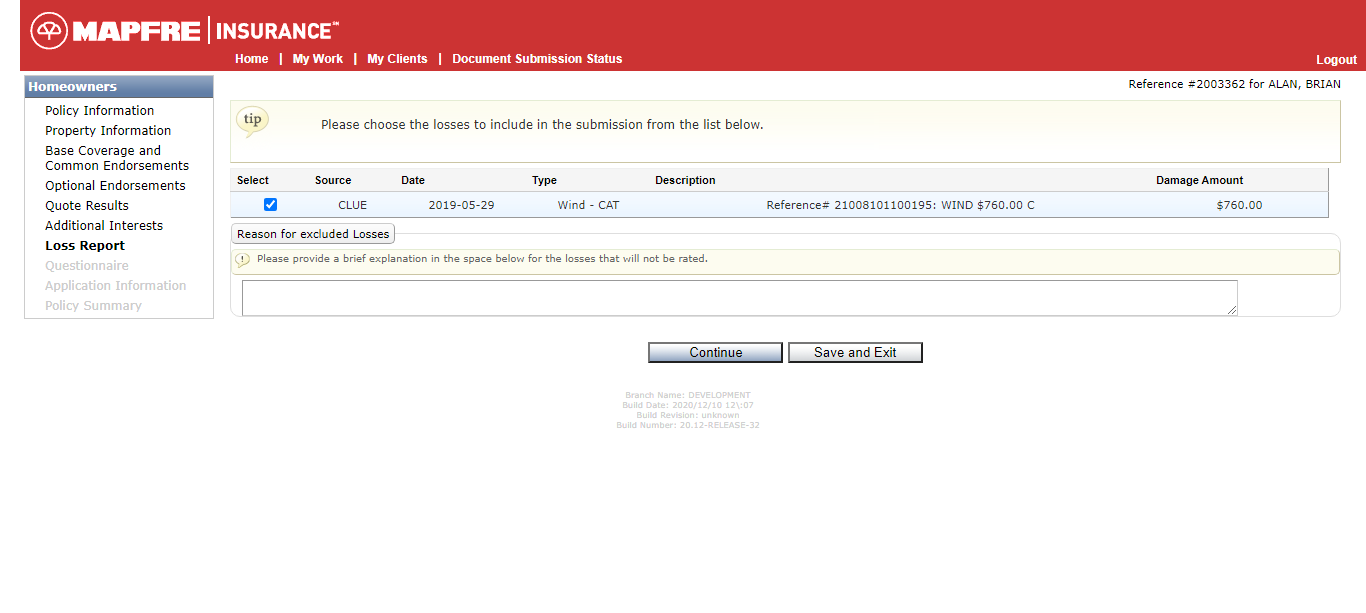 MAPFRE | INSURANCE℠
Home | My Work | My Clients | Document Submission Status
Logout
Homeowners
Policy Information
Property Information
Base Coverage and
Common Endorsements
Optional Endorsements
Quote Results
Additional Interests
Loss Report
Questionnaire
Application Information
Policy Summary
Reference #2003362 for ALAN, BRIAN
tip
Please choose the losses to include in the submission from the list below.
Select Source Date Type Description Damage Amount
CLUE 2019-05-29 Wind - CAT Reference# 21008101100195: WIND $760.00 C $760.00
Reason for excluded Losses
! Please provide a brief explanation in the space below for the losses that will not be rated.
Continue Save and Exit
Branch Name: DEVELOPMENT
Build Date: 2020/12/10 12\:07
Build Revision: unknown
Build Number: 20.12-RELEASE-32